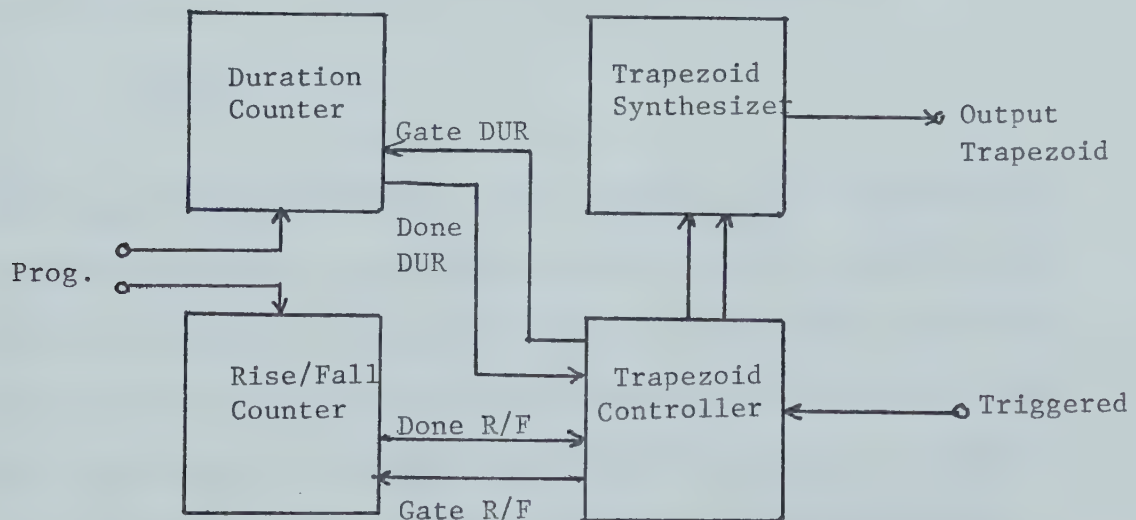 Duration
Counter
Trapezoid
Synthesizer
Output
Trapezoid
Gate DUR
Done
DUR
Prog.
Rise/Fall
Counter
Trapezoid
Controller
Triggered
Done R/F
Gate R/F